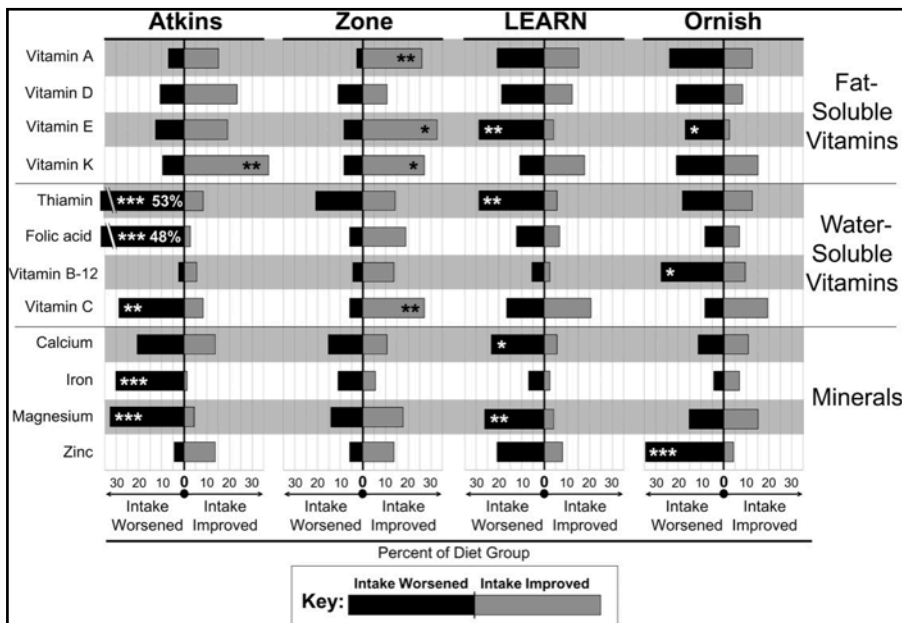 Atkins Zone LEARN Ornish
Vitamin A **
Vitamin D
Vitamin E * ** *
Vitamin K ** *
Fat-
Soluble
Vitamins
Thiamin *** 53% **
Folic acid *** 48%
Vitamin B-12 *
Vitamin C ** **
Water-
Soluble
Vitamins
Calcium *
Iron ***
Magnesium *** **
Zinc ***
Minerals
30 20 10 0 10 20 30 30 20 10 0 10 20 30 30 20 10 0 10 20 30 30 20 10 0 10 20 30
Intake Intake Intake Intake Intake Intake Intake Intake
Worsened Improved Worsened Improved Worsened Improved Worsened Improved
Percent of Diet Group
Intake Worsened Intake Improved
Key: